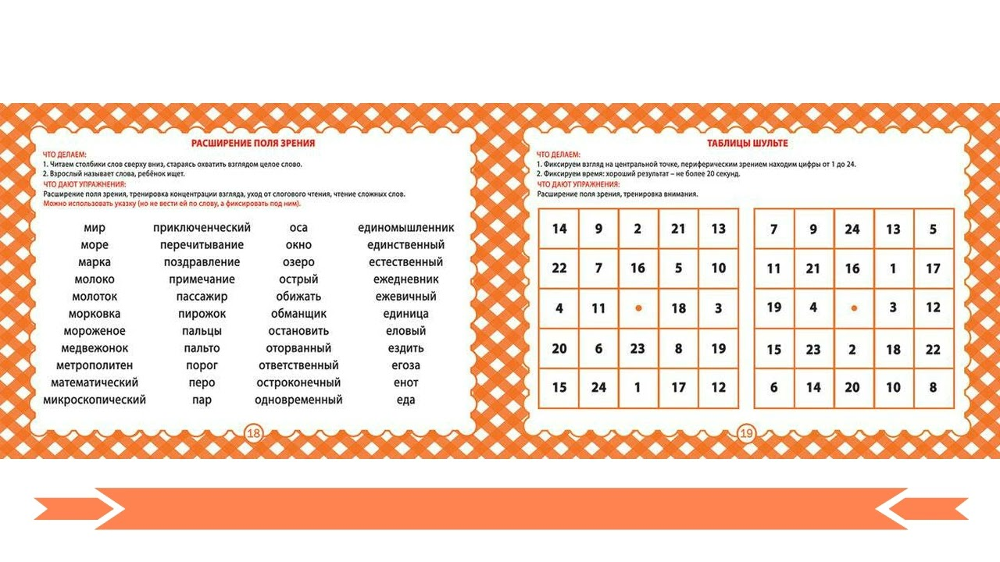 РАСШИРЕНИЕ ПОЛЯ ЗРЕНИЯ
ЧТО ДЕЛАЕМ:
1. Читаем столбики слов сверху вниз, стараясь охватить взглядом целое слово.
2. Взрослый называет слова, ребёнок ищет.
ЧТО ДАЮТ УПРАЖНЕНИЯ:
Расширение поля зрения, тренировка концентрации взгляда, уход от слогового чтения, чтение сложных слов.
Можно использовать указку (но не вести ей по слову, а фиксировать под ним).
мир приключенческий оса единомышленник
море перечитывание окно единственный
марка поздравление озеро естественный
молоко примечание острый ежедневник
молоток пассажир обижать ежевичный
морковка пирожок обманщик единица
мороженое пальцы остановить еловый
медвежонок пальто оторванный ездить
метрополитен порог ответственный егоза
математический перо остроконечный енот
микроскопический пар одновременный еда
18
ТАБЛИЦЫ ШУЛЬТЕ
ЧТО ДЕЛАЕМ:
1. Фиксируем взгляд на центральной точке, периферическим зрением находим цифры от 1 до 24.
2. Фиксируем время: хороший результат – не более 20 секунд.
ЧТО ДАЮТ УПРАЖНЕНИЯ:
Расширение поля зрения, тренировка внимания.
14 9 2 21 13
22 7 16 5 10
4 11 • 18 3
20 6 23 8 19
15 24 1 17 12
7 9 24 13 5
11 21 16 1 17
19 4 • 3 12
15 23 2 18 22
6 14 20 10 8
19